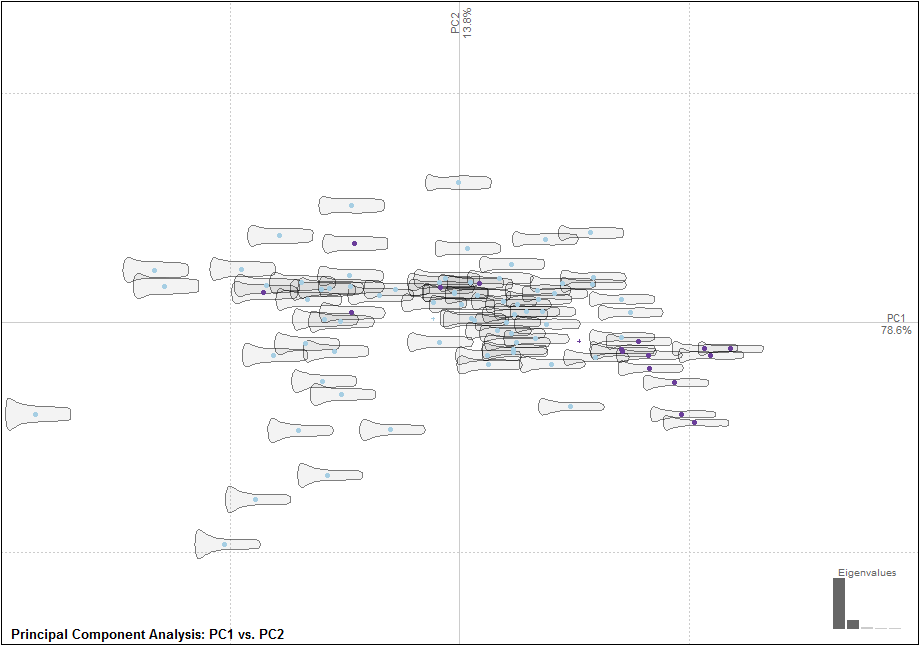 PC2
13.8%
PC1
78.6%
Eigenvalues
Principal Component Analysis: PC1 vs. PC2